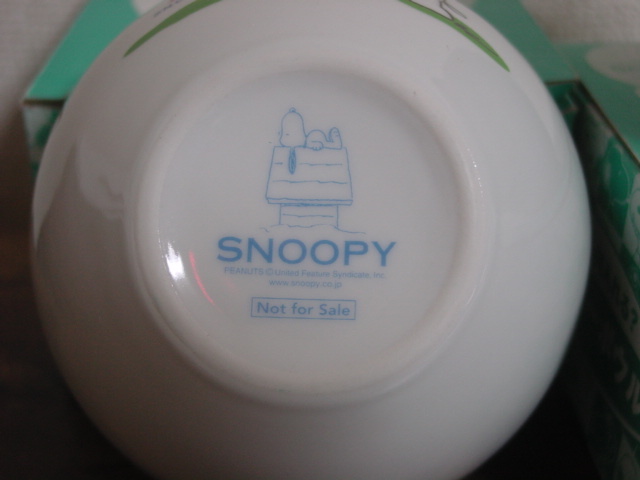 SNOOPY
PEANUTS © United Feature Syndicate, Inc.
www.snoopy.co.jp
Not for Sale